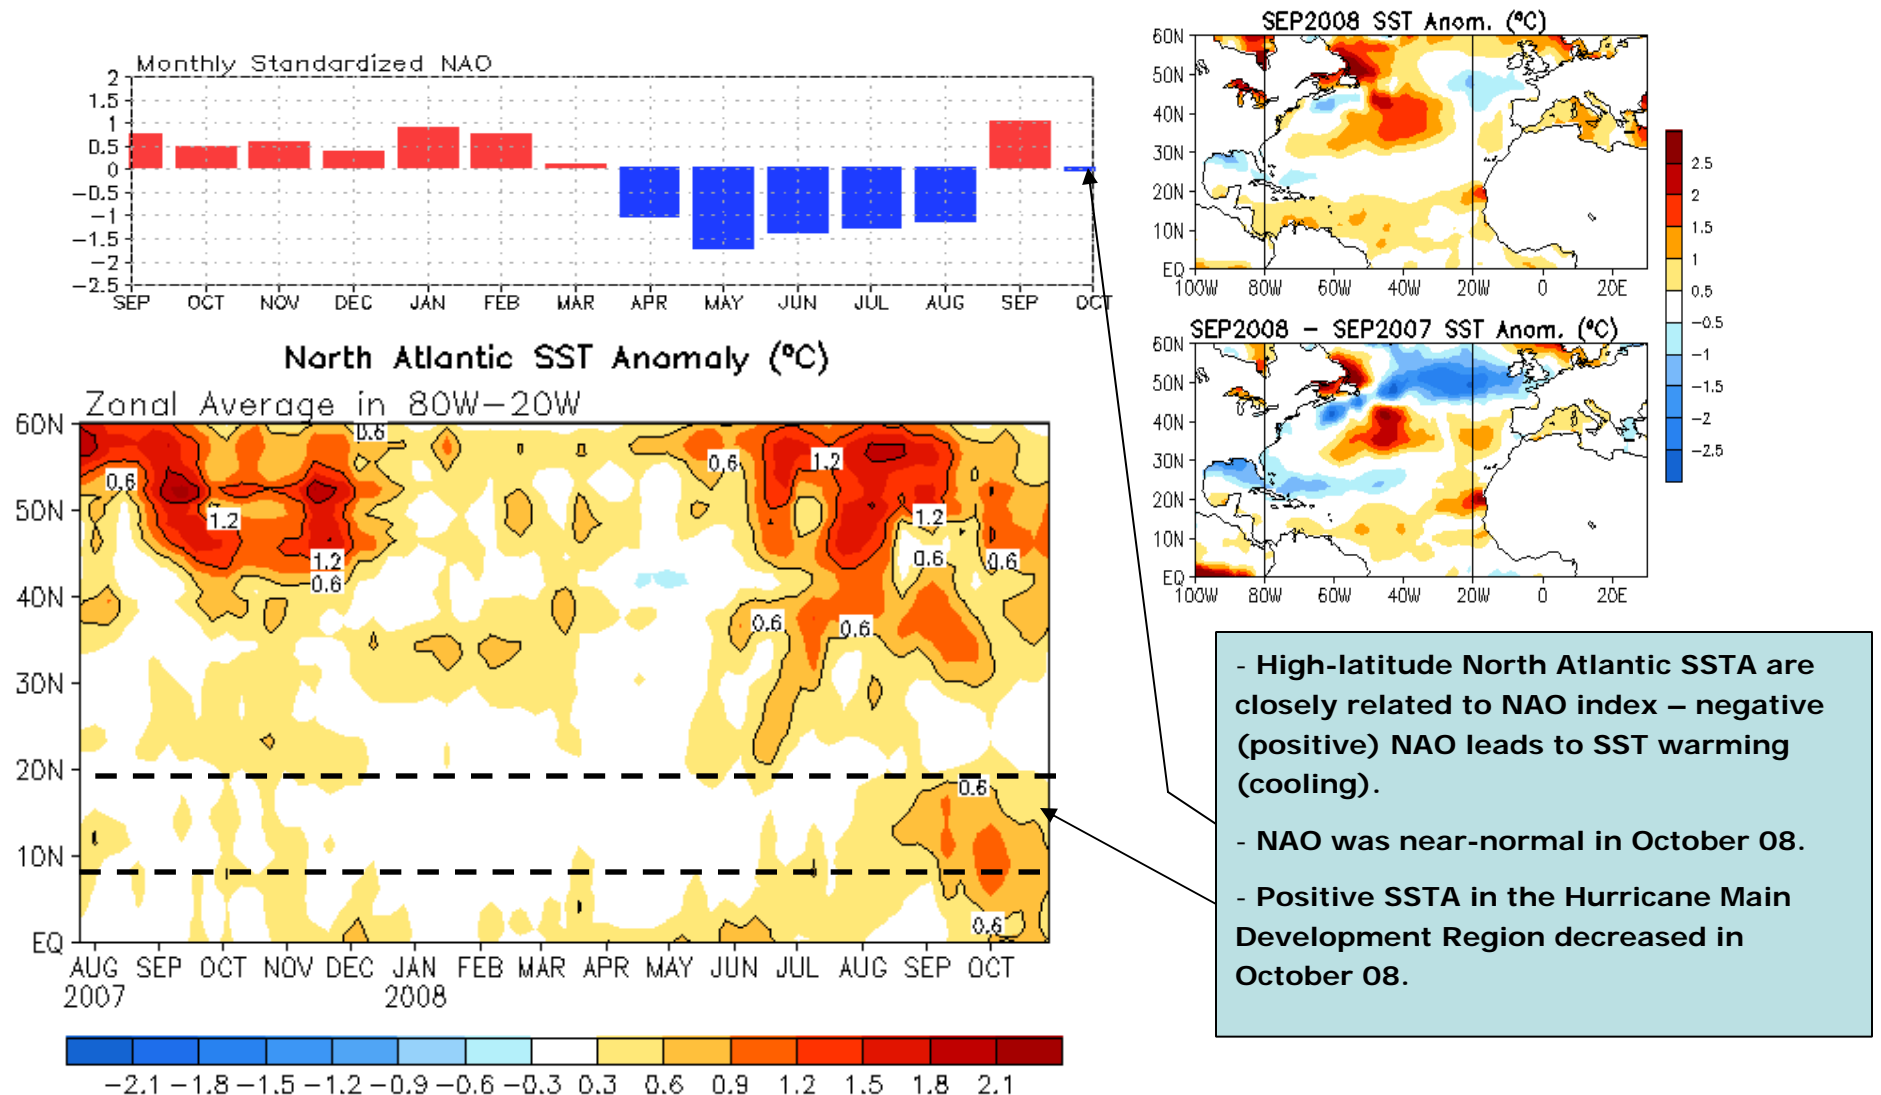 Monthly Standardized NAO
2
1.5
1
0.5
0
−0.5
−1
−1.5
−2
−2.5
SEP OCT NOV DEC JAN FEB MAR APR MAY JUN JUL AUG SEP OCT
North Atlantic SST Anomaly (ºC)
Zonal Average in 80W−20W
60N
50N
40N
30N
20N
10N
EQ
0.6
0.6
0.6
1.2
1.2
1.2
1.2
0.6
0.6
0.6
0.6
0.6
0.6
0.6
AUG SEP OCT NOV DEC JAN FEB MAR APR MAY JUN JUL AUG SEP OCT
2007 2008
−2.1 −1.8 −1.5 −1.2 −0.9 −0.6 −0.3 0.3 0.6 0.9 1.2 1.5 1.8 2.1
SEP2008 SST Anom. (ºC)
60N
50N
40N
30N
20N
10N
EQ
100W 80W 60W 40W 20W 0 20E
SEP2008 − SEP2007 SST Anom. (ºC)
60N
50N
40N
30N
20N
10N
EQ
100W 80W 60W 40W 20W 0 20E
2.5
2
1.5
1
0.5
−0.5
−1
−1.5
−2
−2.5
- High-latitude North Atlantic SSTA are
closely related to NAO index – negative
(positive) NAO leads to SST warming
(cooling).
- NAO was near-normal in October 08.
- Positive SSTA in the Hurricane Main
Development Region decreased in
October 08.